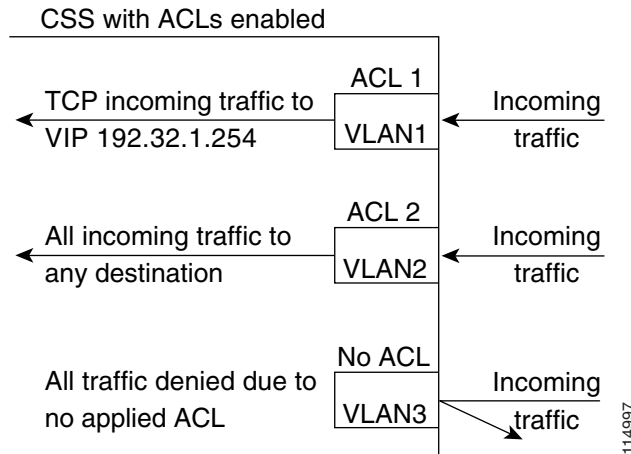 CSS with ACLs enabled
ACL 1
TCP incoming traffic to
VIP 192.32.1.254
VLAN1
Incoming
traffic
ACL 2
All incoming traffic to
any destination
VLAN2
Incoming
traffic
No ACL
All traffic denied due to
no applied ACL
VLAN3
Incoming
traffic
114997